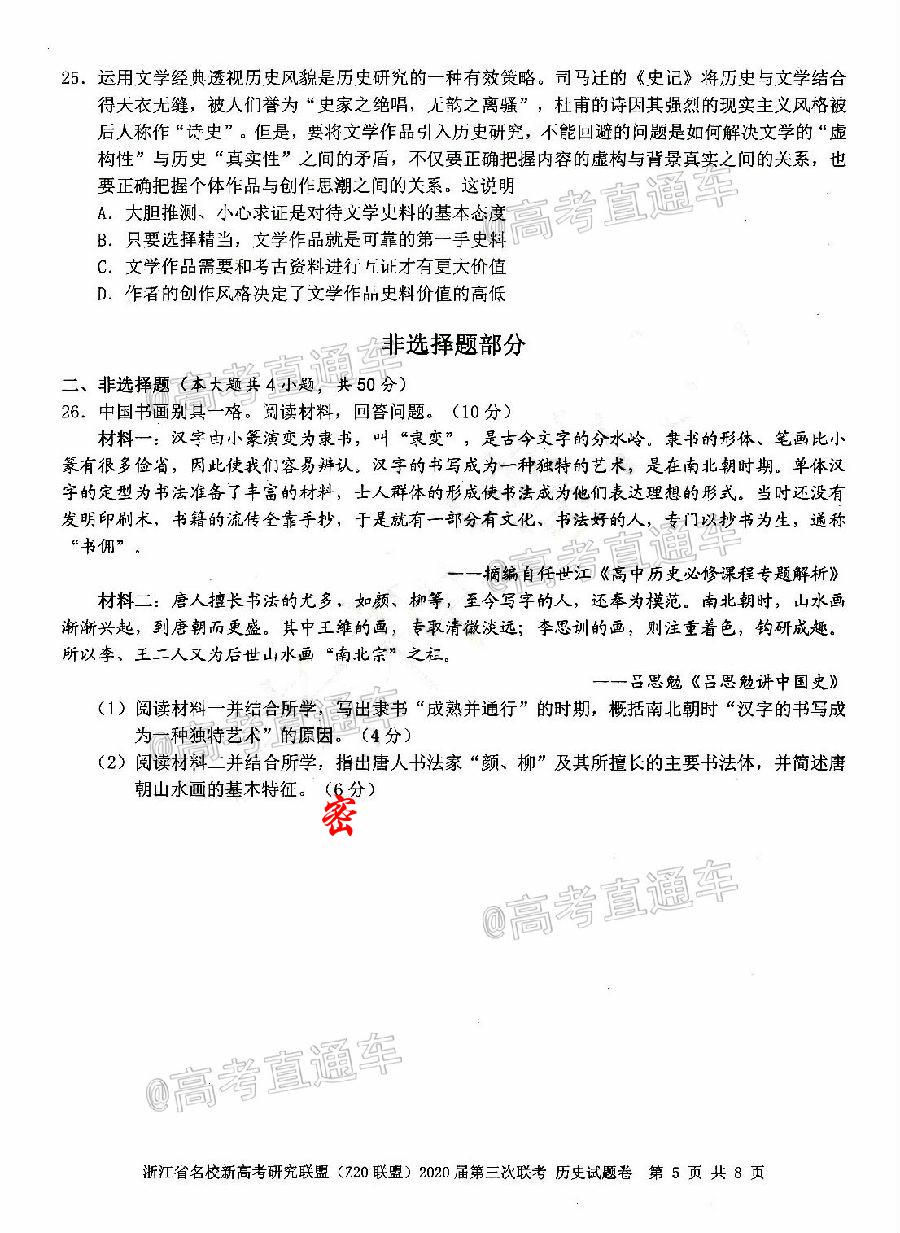 25. 运用文学经典透视历史风貌是历史研究的一种有效策略。司马迁的《史记》将历史与文学结合
得天衣无缝，被人们誉为“史家之绝唱，无韵之离骚”，杜甫的诗因其强烈的现实主义风格被
后人称作“诗史”。但是，要将文学作品引入历史研究，不能回避的问题是如何解决文学的“虚
构性”与历史“真实性”之间的矛盾，不仅要正确把握内容的虚构与背景真实之间的关系，也
要正确把握个体作品与创作思潮之间的关系。这说明
A. 大胆推测、小心求证是对待文学史料的基本态度
B. 只要选择精当，文学作品就是可靠的第一手史料
C. 文学作品需要和考古资料进行互证才有更大价值
D. 作者的创作风格决定了文学作品史料价值的高低
@高考直通车
非选择题部分
@高考直通车
二、非选择题（本大题共4小题，共50分）
26. 中国书画别具一格。阅读材料，回答问题。（10分）
材料一：汉字由小篆演变为隶书，叫“隶变”，是古今文字的分水岭。隶书的形体、笔画比小
篆有很多俭省，因此使我们容易辨认。汉字的书写成为一种独特的艺术，是在南北朝时期。单体汉
字的定型为书法准备了丰富的材料，士人群体的形成使书法成为他们表达理想的形式。当时还没有
发明印刷术，书籍的流传全靠手抄，于是就有一部分有文化、书法好的人，专门以抄书为生，通称
“书佣”。
@高考直通车
——摘编自任世江《高中历史必修课程专题解析》
材料二：唐人擅长书法的尤多，如颜、柳等，至今写字的人，还奉为模范。南北朝时，山水画
渐渐兴起，到唐朝而更盛。其中王维的画，专取清微淡远；李思训的画，则注重着色，钩研成趣。
所以李、王二人又为后世山水画“南北宗”之祖。
——吕思勉《吕思勉讲中国史》
@高考直通车
（1）阅读材料一并结合所学，写出隶书“成熟并通行”的时期，概括南北朝时“汉字的书写成
为一种独特艺术”的原因。（4分）
（2）阅读材料二并结合所学，指出唐人书法家“颜、柳”及其所擅长的主要书法体，并简述唐
朝山水画的基本特征。（6分）
密
@高考直通车
@高考直通车
浙江省名校新高考研究联盟（Z20联盟）2020届第三次联考 历史试题卷 第 5 页 共 8 页